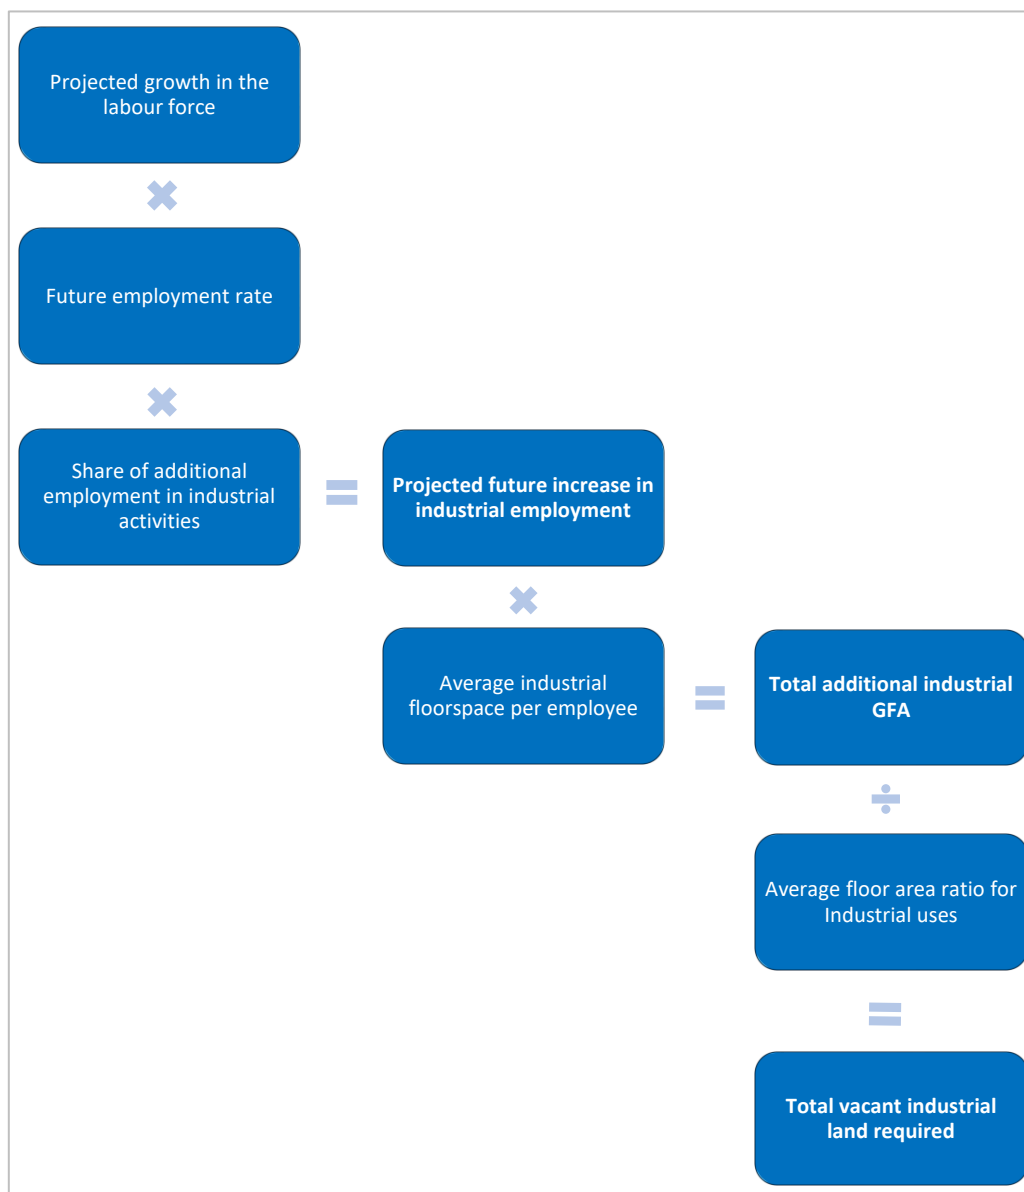 Projected growth in the
labour force
Future employment rate
Share of additional
employment in industrial
activities
Projected future increase in
industrial employment
Average industrial
floorspace per employee
Total additional industrial
GFA
Average floor area ratio for
Industrial uses
Total vacant industrial
land required